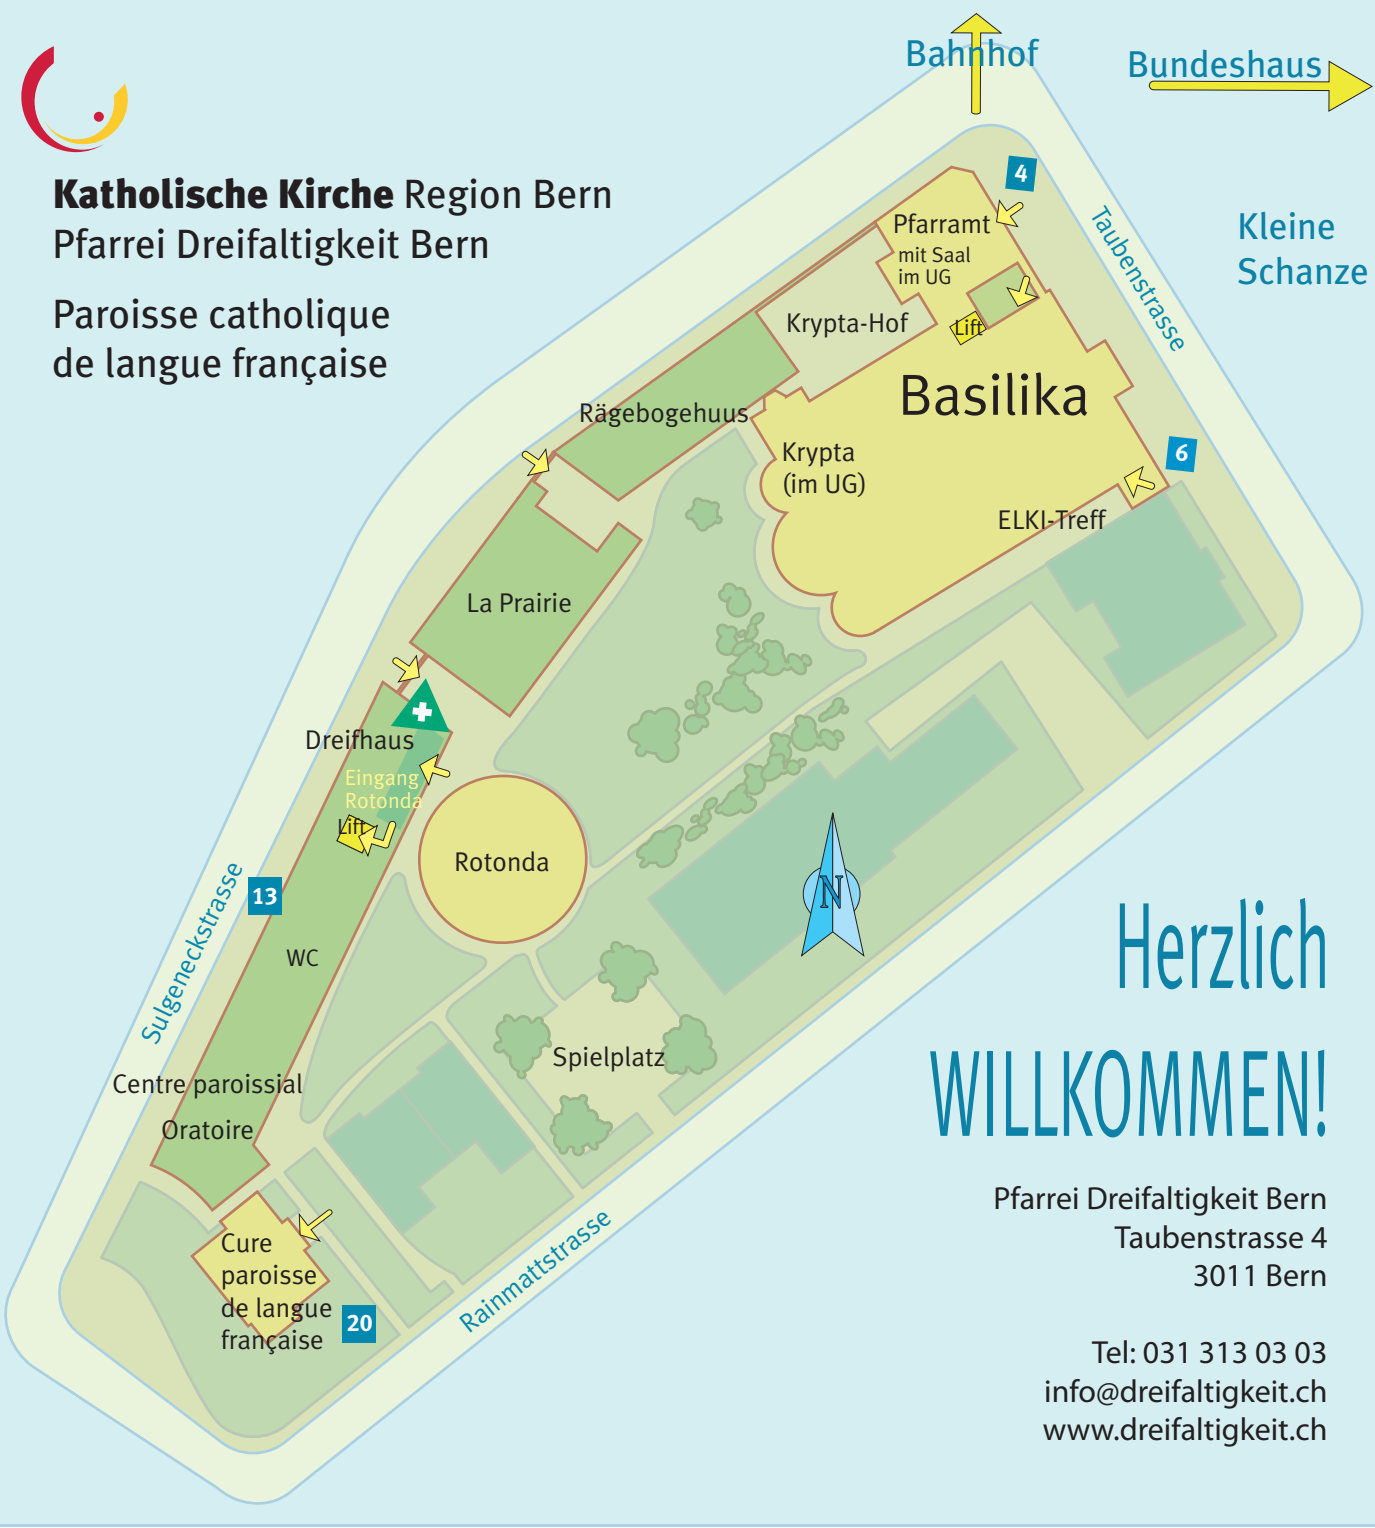 Bahnhof
Bundeshaus
Katholische Kirche Region Bern
Pfarrei Dreifaltigkeit Bern
Paroisse catholique
de langue française
4
Taubenstrasse
Kleine
Schanze
Pfarramt
mit Saal
im UG
Krypta-Hof
Lift
Basilika
Rägebogehuus
Krypta
(im UG)
6
ELKI-Treff
La Prairie
Dreifhaus
Eingang
Rotonda
Lift
Rotonda
N
13
Sulgeneckstrasse
WC
Spielplatz
Centre paroissial
Oratoire
Cure
paroisse
de langue
française
20
Rainmattstrasse
Herzlich
WILLKOMMEN!
Pfarrei Dreifaltigkeit Bern
Taubenstrasse 4
3011 Bern
Tel: 031 313 03 03
info@dreifaltigkeit.ch
www.dreifaltigkeit.ch